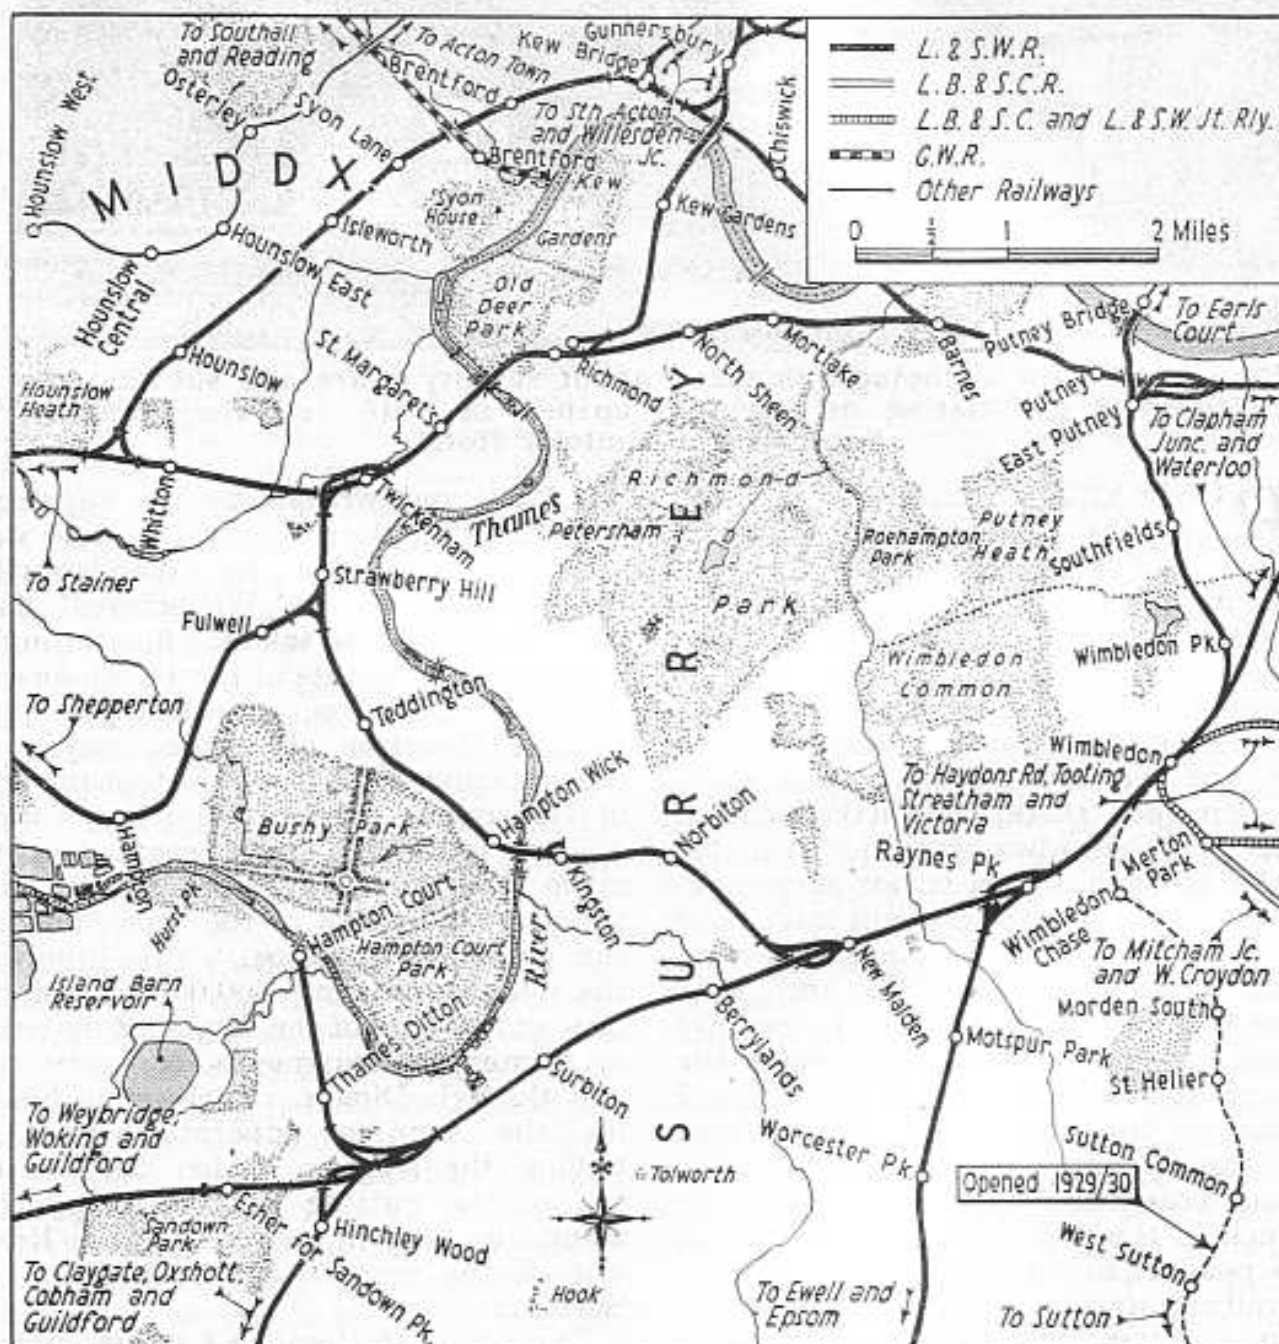 To Southall
and Reading
To Acton Town
Gunnersbury
Kew
Bridge
Brentford
Osterley
Syon Lane
To Sth. Acton
and Willesden
Jc.
Chiswick
L. & S.W.R.
L.B. & S.C.R.
L.B. & S.C. and L. & S.W. Jt. Rly.
G.W.R.
Other Railways
0 ½ 1 2 Miles
Hounslow West
MIDDX
Brentford
Kew
Gardens
Syon
House
Kew Gardens
Isleworth
Hounslow East
Hounslow
Central
Old
Deer
Park
St. Margarets
Hounslow
Hounslow
Heath
Richmond
North Sheen
Mortlake
Barnes
Putney Bridge
To Earls
Court
Putney
East Putney
To Clapham
Junc. and
Waterloo
Whitton
Twickenham
Thames
Petersham
Richmond
Park
Roehampton
Park
Putney
Heath
Southfields
To Staines
Strawberry Hill
Fulwell
SURREY
Wimbledon
Common
Wimbledon Pk.
To Shepperton
Teddington
Hampton Wick
Wimbledon
To Haydons Rd, Tooting
Streatham and
Victoria
Bushy Park
Norbiton
Raynes Pk
Merton
Park
Hampton
Hurst Pk.
Hampton Court
Hampton Court
Park
River
Kingston
Wimbledon
Chase
To Mitcham Jc.
and W. Croydon
Island Barn
Reservoir
Thames Ditton
New Malden
Berrylands
Morden South
Motspur Park
St. Helier
Surbiton
To Weybridge,
Woking and
Guildford
Worcester Pk
Sutton Common
Tolworth
Opened 1929/30
Sandown
Park
Esher for Sandown Pk.
Hinchley Wood
West Sutton
To Claygate, Oxshott,
Cobham and
Guildford
Hook
To Ewell and
Epsom
To Sutton